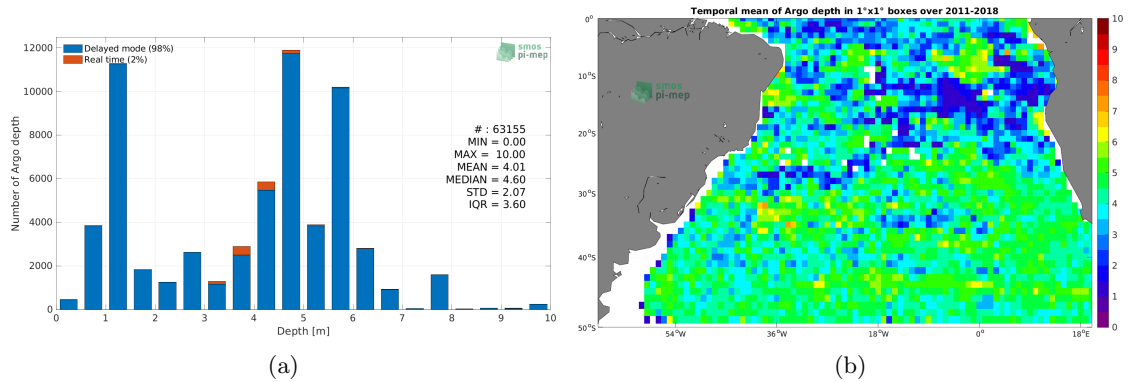 Delayed mode (98%)
Real time (2%)
smos
pi-mep
# : 63155
MIN = 0.00
MAX = 10.00
MEAN = 4.01
MEDIAN = 4.60
STD = 2.07
IQR = 3.60
12000
10000
8000
6000
4000
2000
0
Number of Argo depth
0 1 2 3 4 5 6 7 8 9 10
Depth [m]
(a)
Temporal mean of Argo depth in 1°x1° boxes over 2011-2018
smos
pi-mep
0°
10°S
20°S
30°S
40°S
50°S
54°W 36°W 18°W 0° 18°E
10
9
8
7
6
5
4
3
2
1
0
(b)